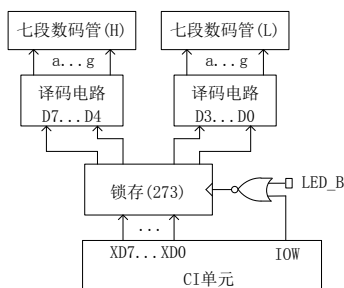 七段数码管(H)
七段数码管(L)
a...g
a...g
译码电路
D7...D4
译码电路
D3...D0
锁存(273)
LED_B
...
XD7...XD0
IOW
CI单元